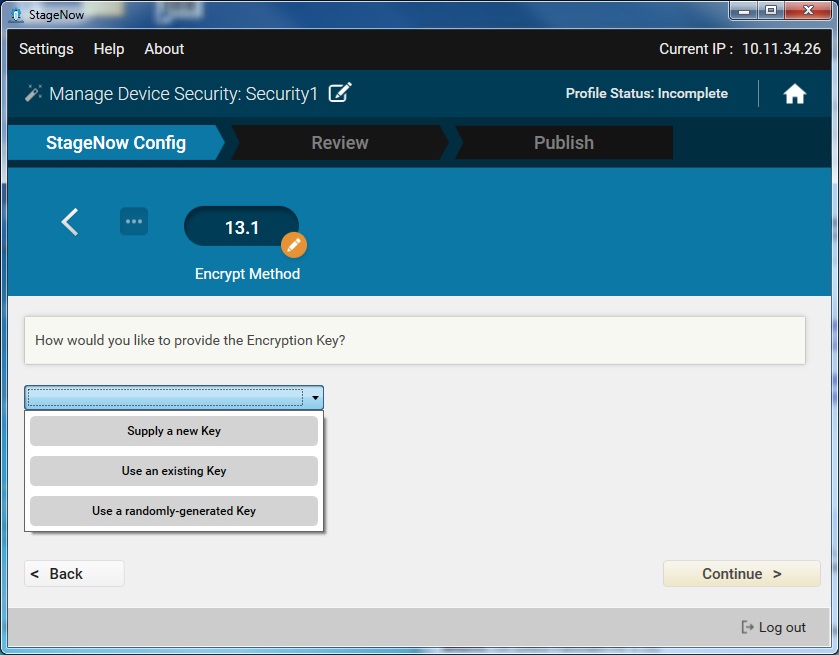 StageNow
Settings Help About Current IP : 10.11.34.26
Manage Device Security: Security1 Profile Status: Incomplete
StageNow Config Review Publish
13.1
Encrypt Method
How would you like to provide the Encryption Key?
Supply a new Key
Use an existing Key
Use a randomly-generated Key
< Back Continue >
Log out